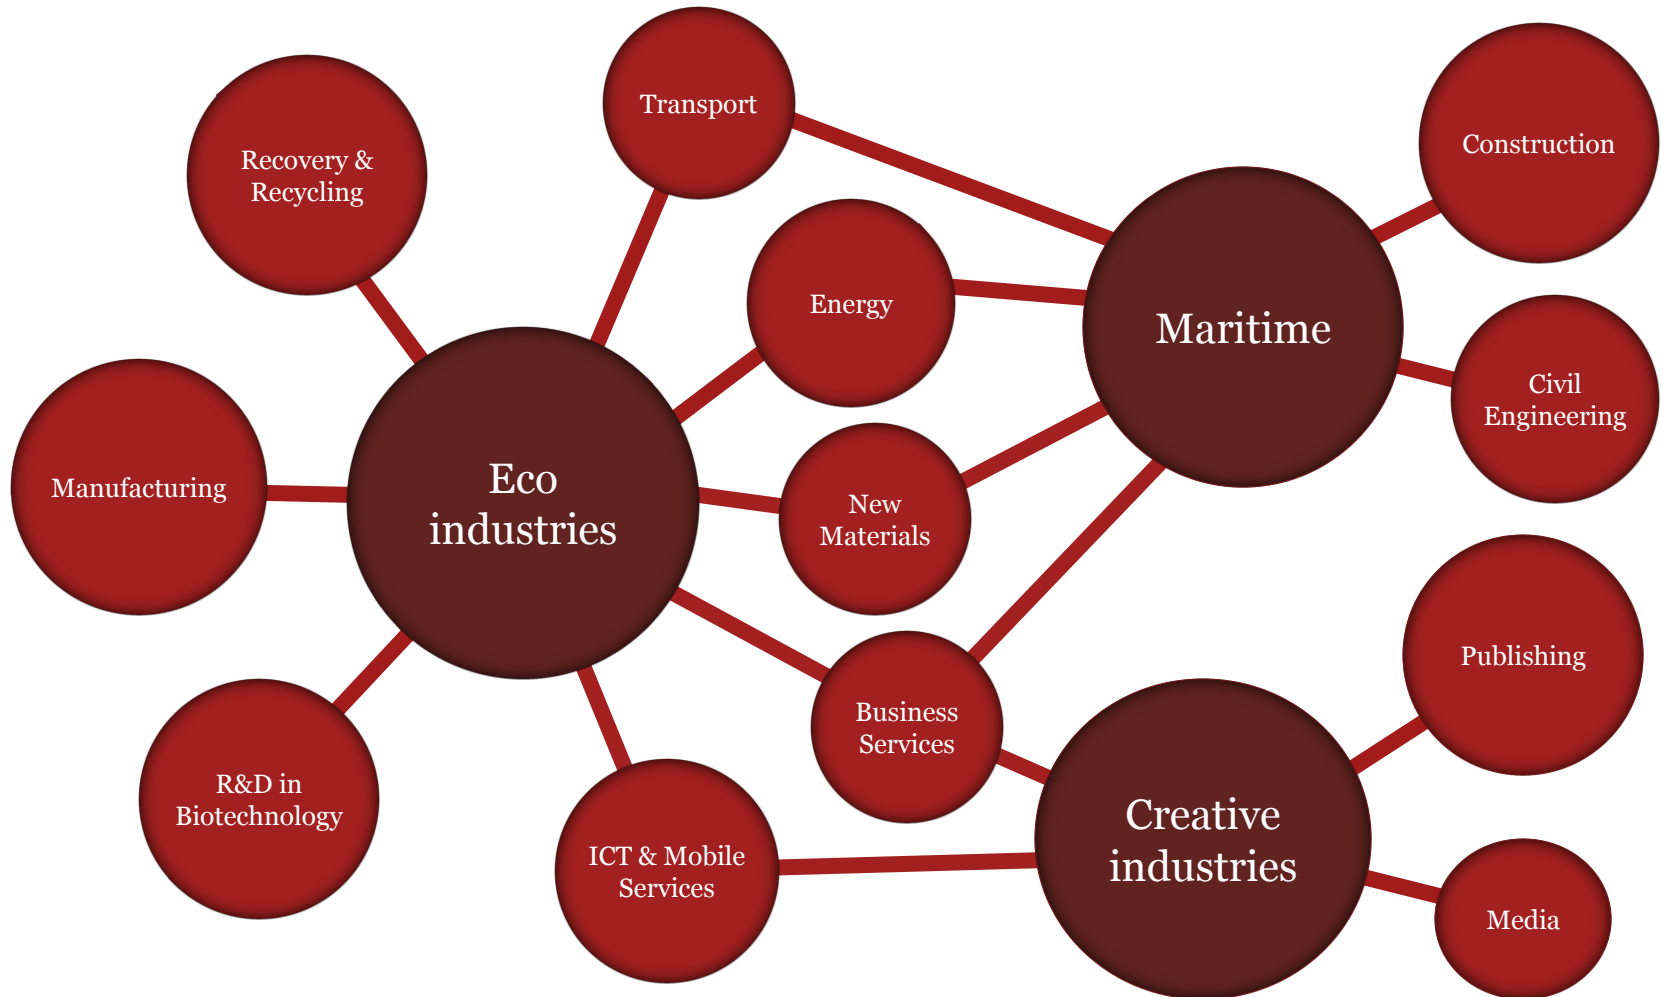 Transport
Construction
Recovery &
Recycling
Energy
Maritime
Civil
Engineering
Manufacturing
Eco
industries
New
Materials
Publishing
Business
Services
R&D in
Biotechnology
ICT & Mobile
Services
Creative
industries
Media